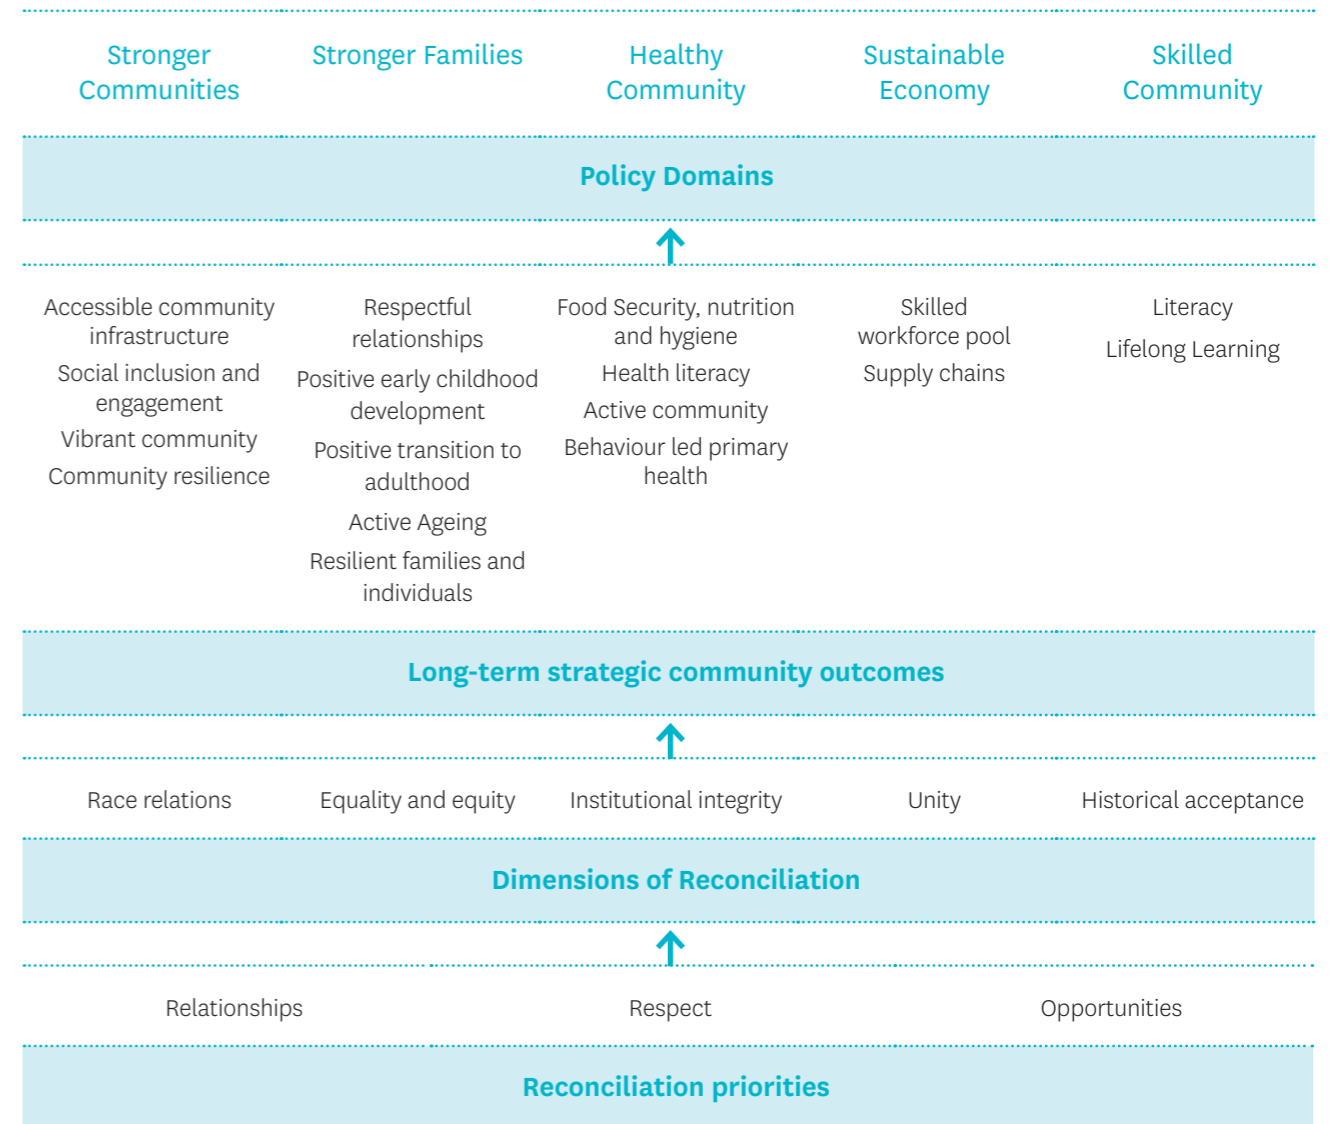 Stronger
Communities
Stronger Families
Healthy
Community
Sustainable
Economy
Skilled
Community
Policy Domains
Accessible community
infrastructure
Social inclusion and
engagement
Vibrant community
Community resilience
Respectful
relationships
Positive early childhood
development
Positive transition to
adulthood
Active Ageing
Resilient families and
individuals
Food Security, nutrition
and hygiene
Health literacy
Active community
Behaviour led primary
health
Skilled
workforce pool
Supply chains
Literacy
Lifelong Learning
Long-term strategic community outcomes
Race relations
Equality and equity
Institutional integrity
Unity
Historical acceptance
Dimensions of Reconciliation
Relationships
Respect
Opportunities
Reconciliation priorities